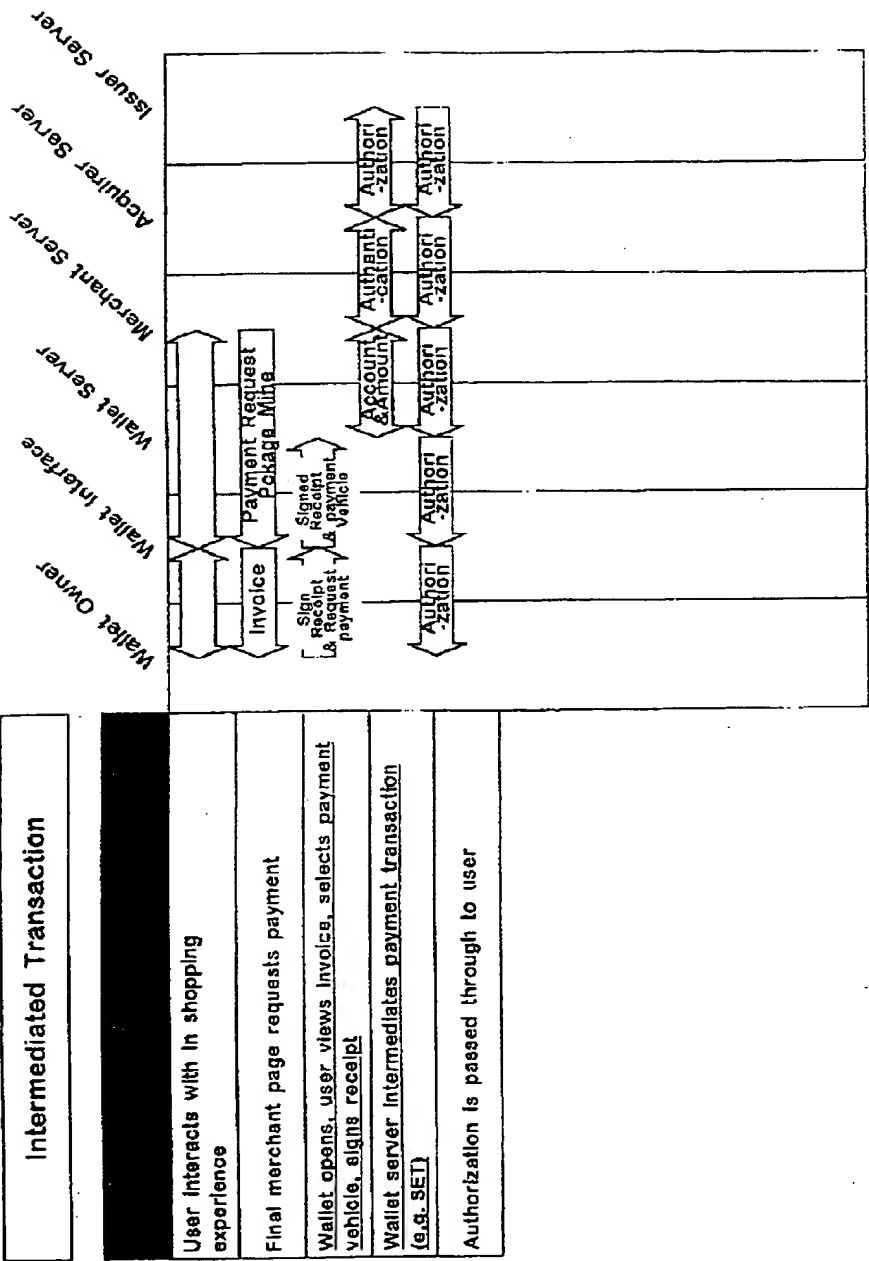 Intermediated Transaction
User Interacts with In shopping
experience
Final merchant page requests payment
Wallet opens, user views Invoice, selects payment
vehicle, signs receipt
Wallet server Intermediates payment transaction
(e.g. SET)
Authorization is passed through to user
Wallet Owner
Wallet Interface
Wallet Server
Merchant Server
Acquirer Server
Issuer Server
Invoice
Payment Request
Pckage Mime
Sign
Receipt
& Request
payment
Signed
Receipt
& payment
Vehicle
Account
&Amount
Authenti
-cation
Authori
-zation
Authori
-zation
Authori
-zation
Authori
-zation
Authori
-zation
Authori
-zation